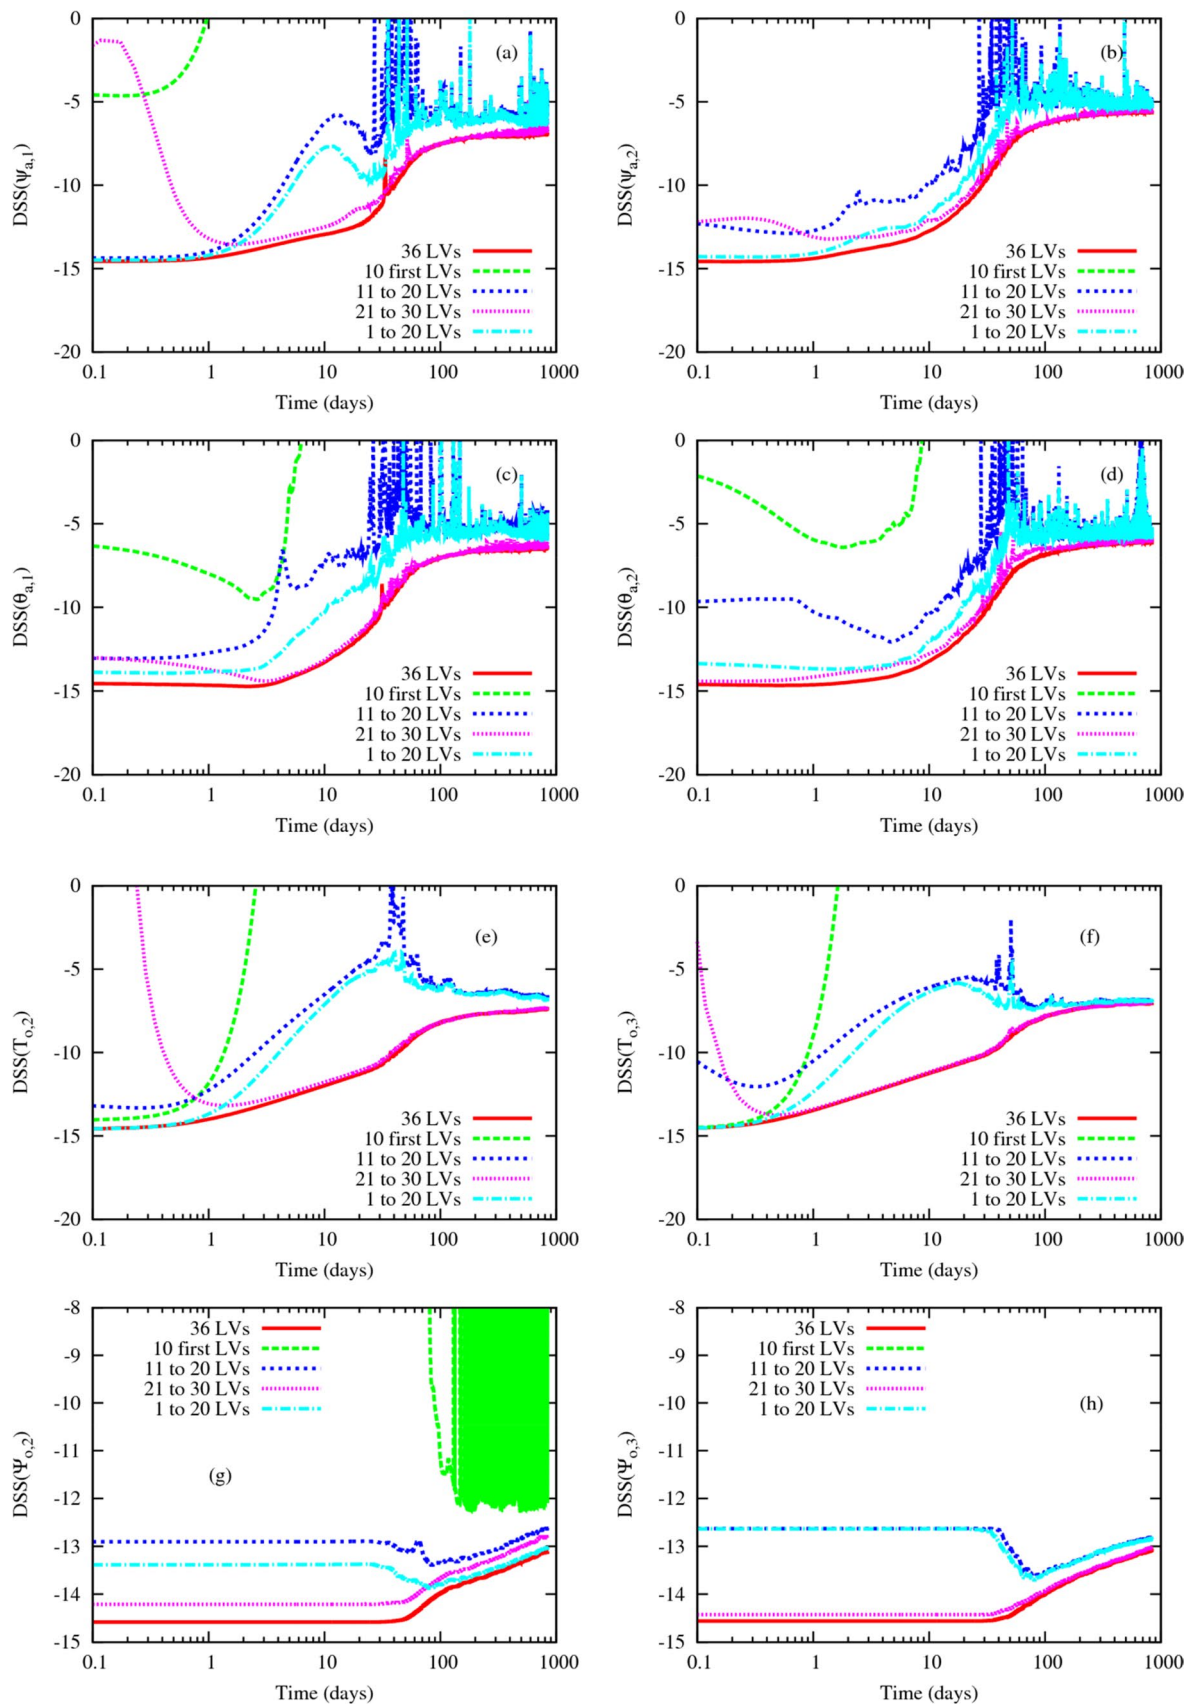 0
-5
-10
-15
-20
DSS(ψa,1)
(a)
36 LVs
10 first LVs
11 to 20 LVs
21 to 30 LVs
1 to 20 LVs
0.1 1 10 100 1000
Time (days)
0
-5
-10
-15
-20
DSS(ψa,2)
(b)
36 LVs
10 first LVs
11 to 20 LVs
21 to 30 LVs
1 to 20 LVs
0.1 1 10 100 1000
Time (days)
0
-5
-10
-15
-20
DSS(θa,1)
(c)
36 LVs
10 first LVs
11 to 20 LVs
21 to 30 LVs
1 to 20 LVs
0.1 1 10 100 1000
Time (days)
0
-5
-10
-15
-20
DSS(θa,2)
(d)
36 LVs
10 first LVs
11 to 20 LVs
21 to 30 LVs
1 to 20 LVs
0.1 1 10 100 1000
Time (days)
0
-5
-10
-15
-20
DSS(To,2)
(e)
36 LVs
10 first LVs
11 to 20 LVs
21 to 30 LVs
1 to 20 LVs
0.1 1 10 100 1000
Time (days)
0
-5
-10
-15
-20
DSS(To,3)
(f)
36 LVs
10 first LVs
11 to 20 LVs
21 to 30 LVs
1 to 20 LVs
0.1 1 10 100 1000
Time (days)
-8
-9
-10
-11
-12
-13
-14
-15
DSS(Ψo,2)
36 LVs
10 first LVs
11 to 20 LVs
21 to 30 LVs
1 to 20 LVs
(g)
0.1 1 10 100 1000
Time (days)
-8
-9
-10
-11
-12
-13
-14
-15
DSS(Ψo,3)
36 LVs
10 first LVs
11 to 20 LVs
21 to 30 LVs
1 to 20 LVs
(h)
0.1 1 10 100 1000
Time (days)